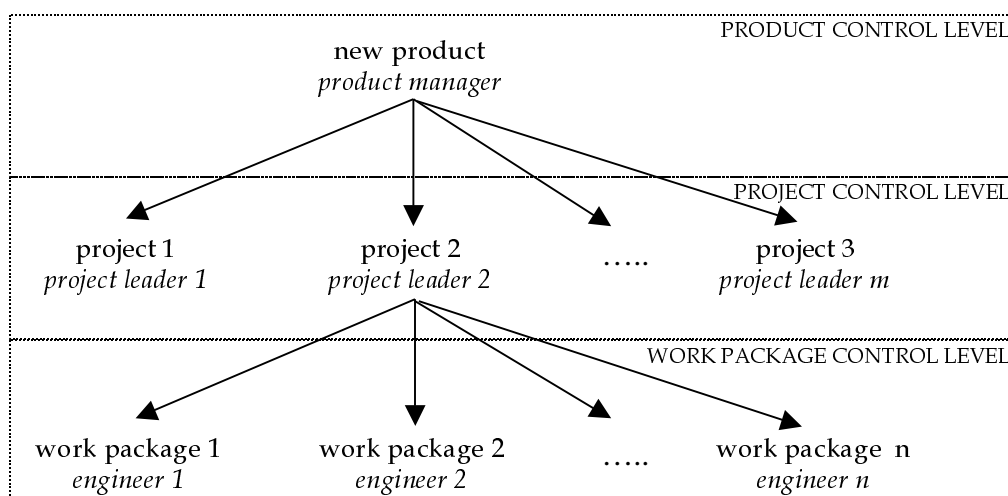 PRODUCT CONTROL LEVEL
new product
product manager
PROJECT CONTROL LEVEL
project 1
project leader 1
project 2
project leader 2
.....
project 3
project leader m
WORK PACKAGE CONTROL LEVEL
work package 1
engineer 1
work package 2
engineer 2
.....
work package n
engineer n